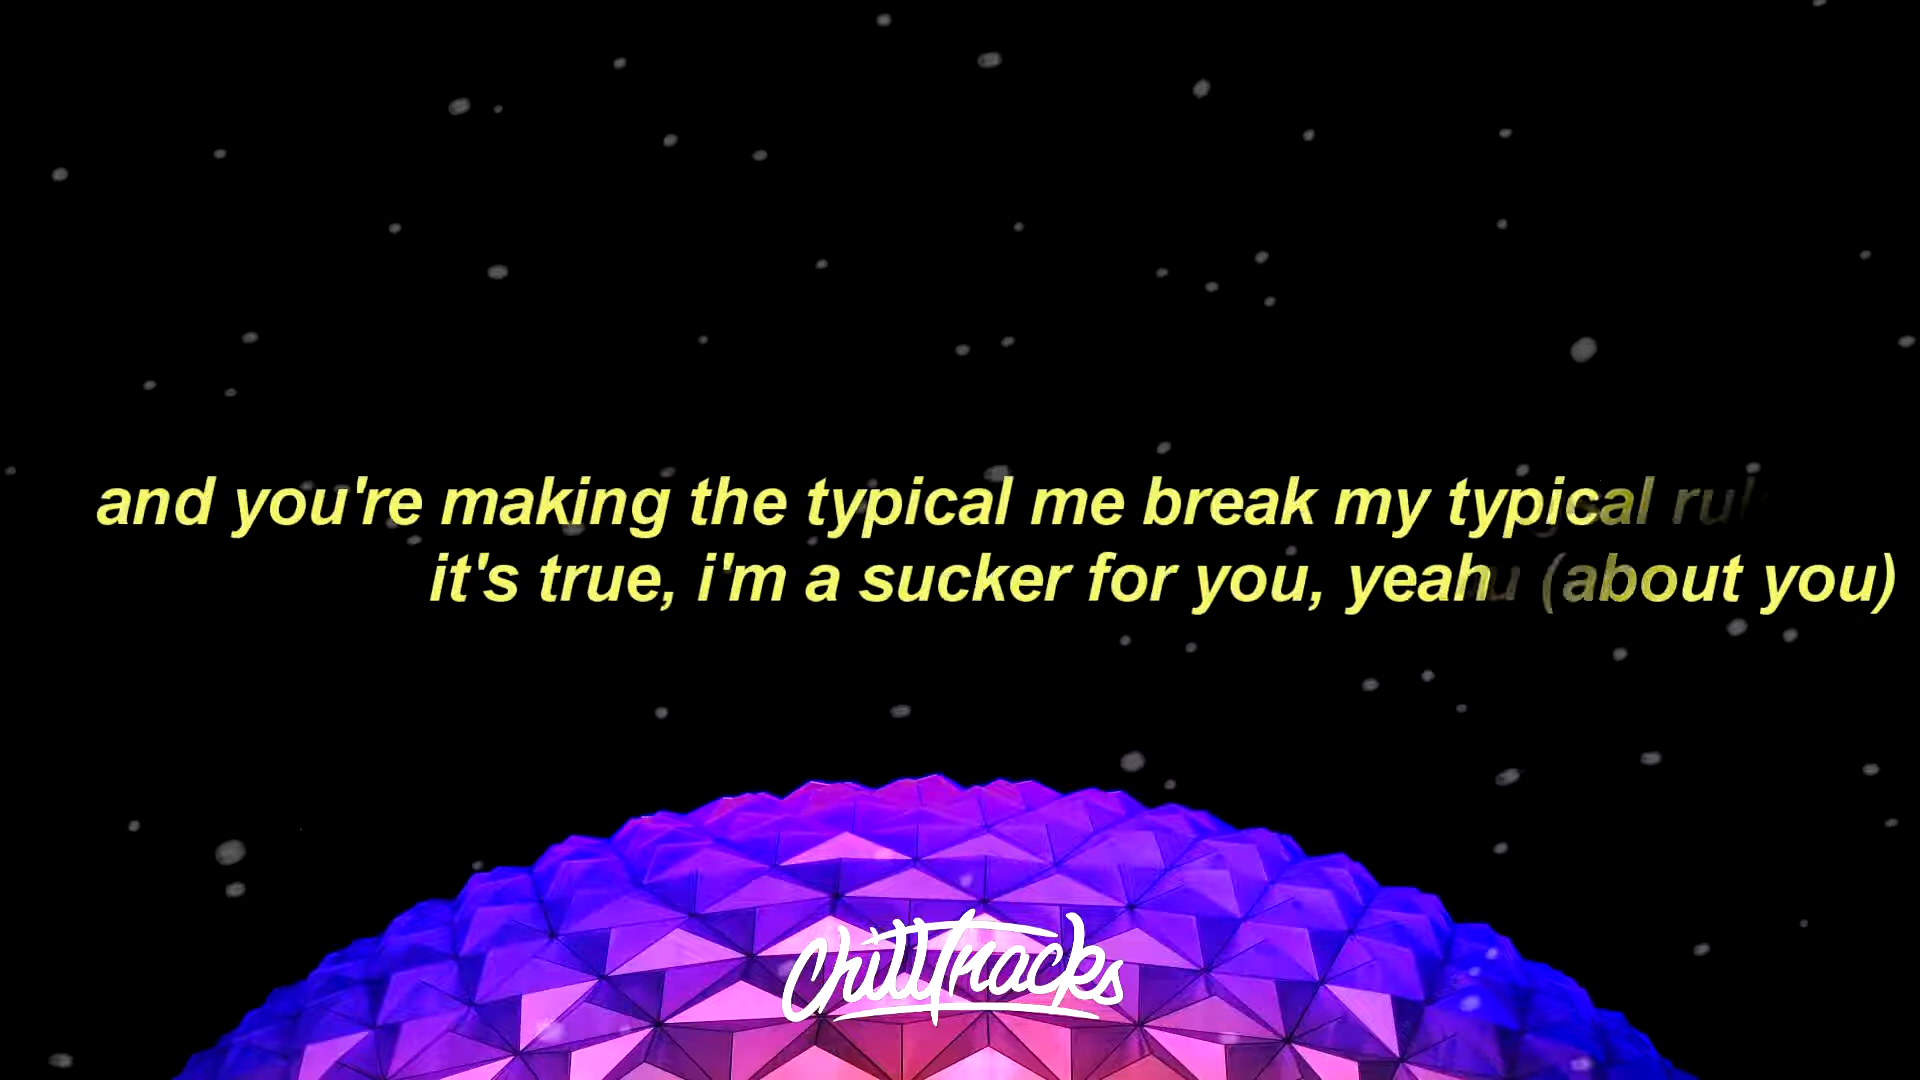 and you're making the typical me break my typical
it's true, i'm a sucker for you, yeah (about you)
ChillTracks